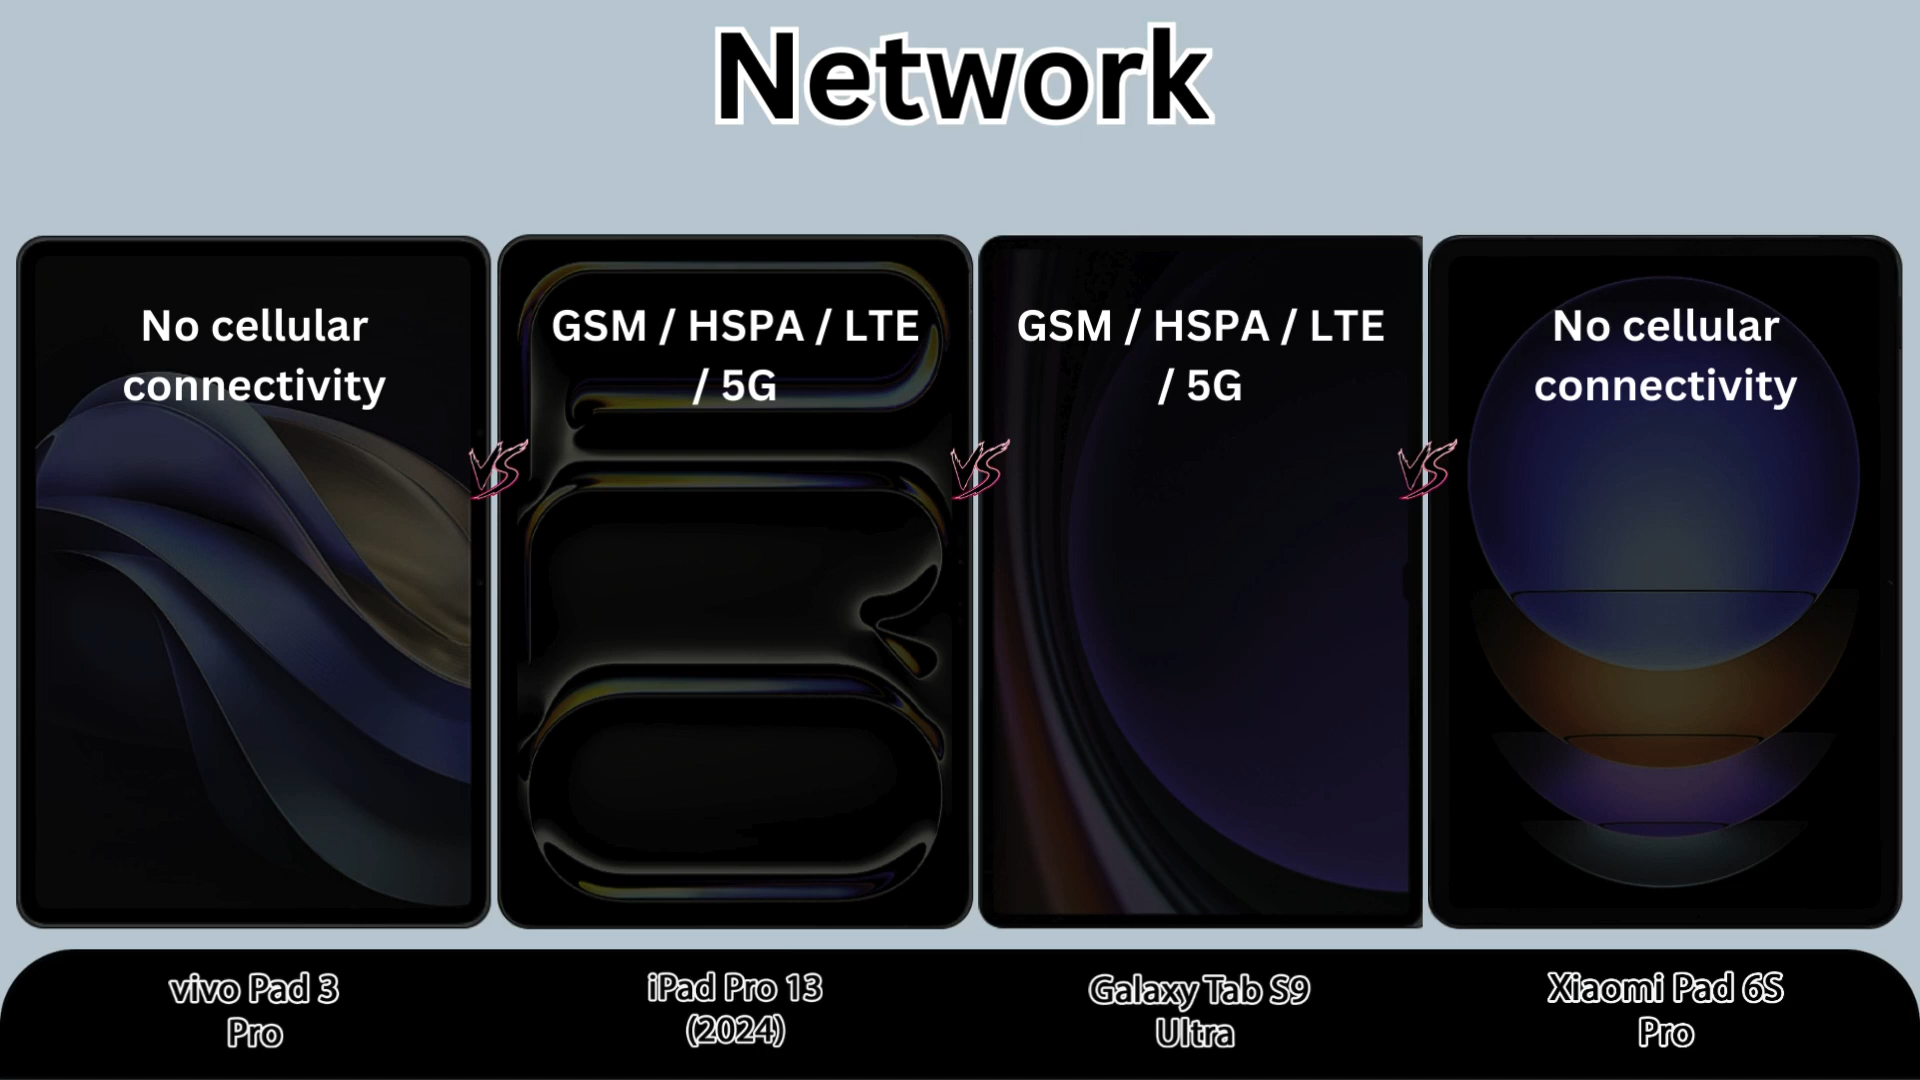 Network
No cellular
connectivity
GSM / HSPA / LTE
/ 5G
GSM / HSPA / LTE
/ 5G
No cellular
connectivity
VS
VS
VS
vivo Pad 3
Pro
iPad Pro 13
(2024)
Galaxy Tab S9
Ultra
Xiaomi Pad 6S
Pro